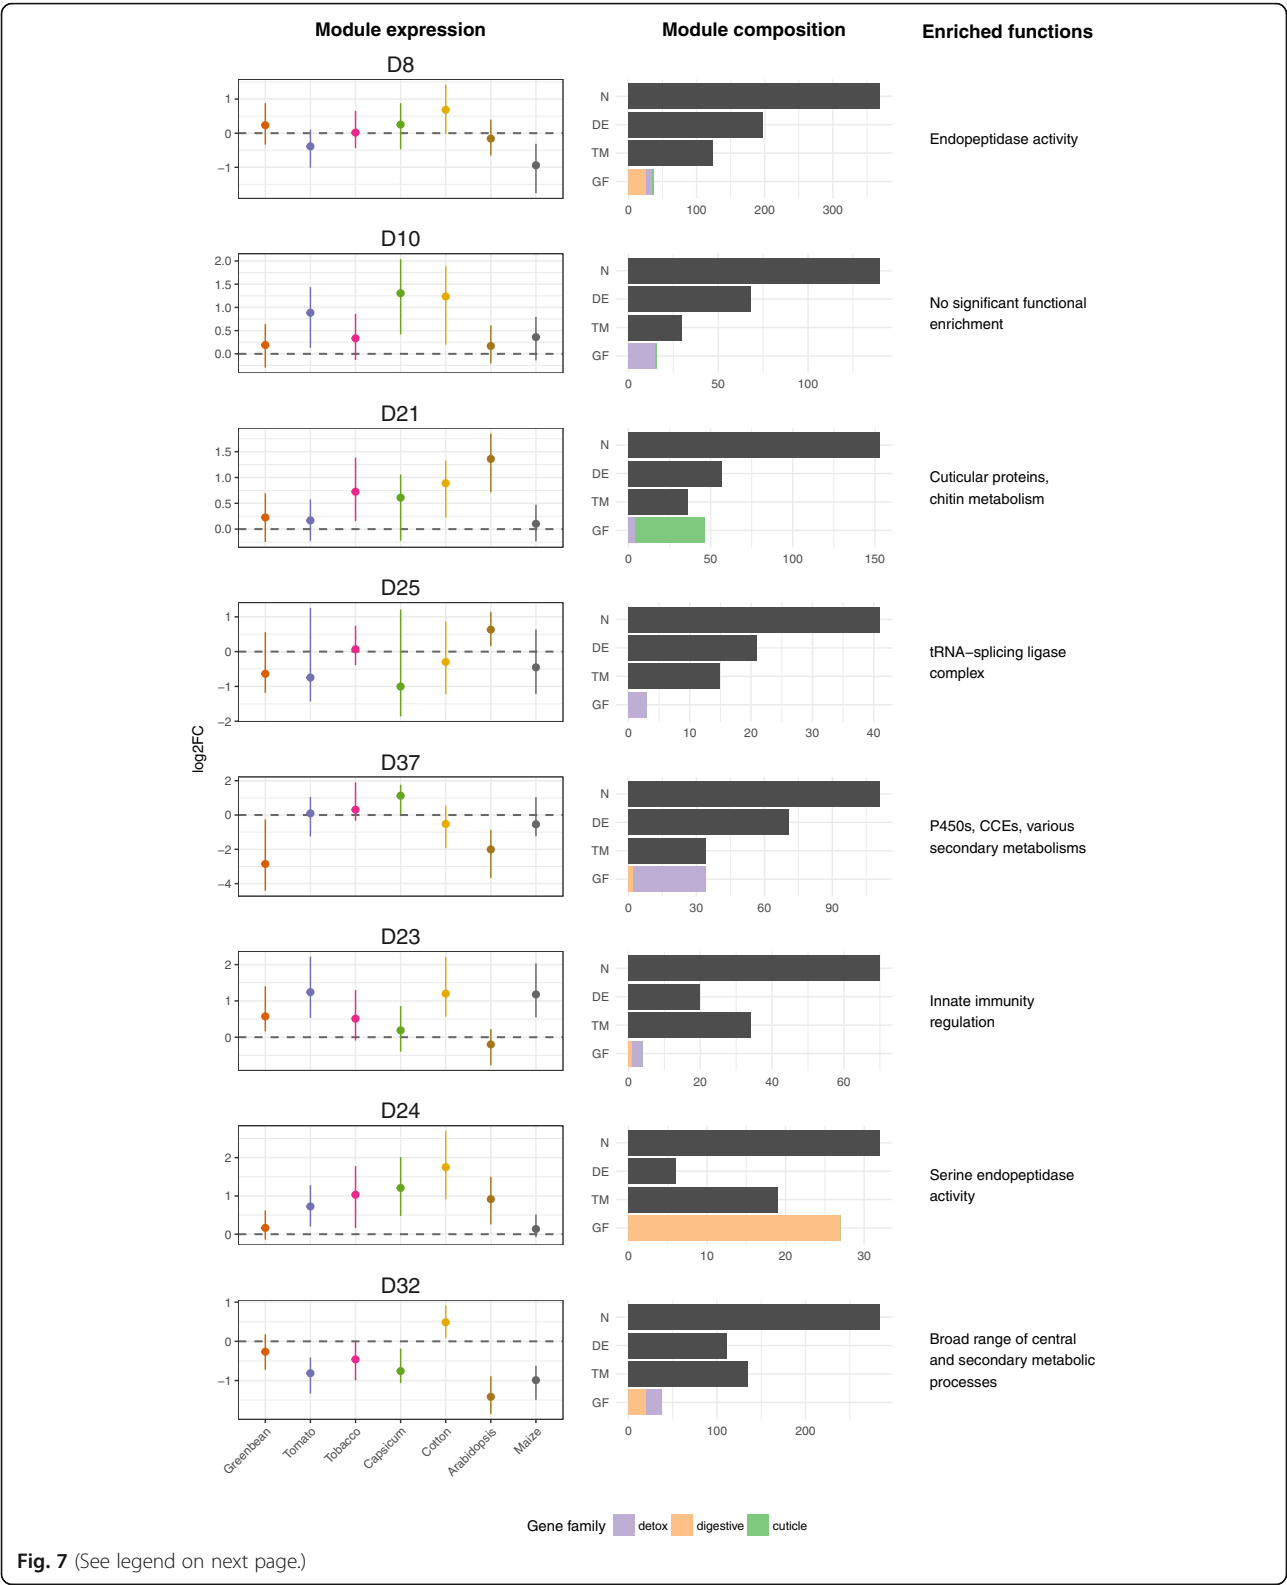 Module expression
Module composition
Enriched functions
D8
1
0
−1
N
DE
TM
GF
0 100 200 300
Endopeptidase activity
D10
2.0
1.5
1.0
0.5
0.0
N
DE
TM
GF
0 50 100
No significant functional
enrichment
D21
1.5
1.0
0.5
0.0
N
DE
TM
GF
0 50 100 150
Cuticular proteins,
chitin metabolism
D25
1
0
−1
−2
N
DE
TM
GF
0 10 20 30 40
tRNA−splicing ligase
complex
log2FC
D37
2
0
−2
−4
N
DE
TM
GF
0 30 60 90
P450s, CCEs, various
secondary metabolisms
D23
2
1
0
N
DE
TM
GF
0 20 40 60
Innate immunity
regulation
D24
2
1
0
N
DE
TM
GF
0 10 20 30
Serine endopeptidase
activity
D32
1
0
−1
Greenbean
Tomato
Tobacco
Capsicum
Cotton
Arabidopsis
Maize
N
DE
TM
GF
0 100 200
Broad range of central
and secondary metabolic
processes
Gene family detox digestive cuticle
Fig. 7 (See legend on next page.)